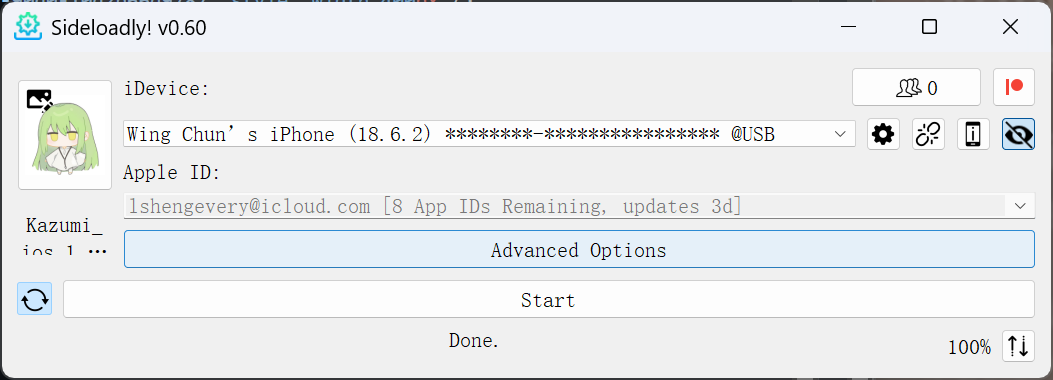 Sideloadly! v0.60
iDevice:
0
Wing Chun’s iPhone (18.6.2) ********-**************** @USB
Apple ID:
lshengevery@icloud.com [8 App IDs Remaining, updates 3d]
Kazumi_
ios_1 …
Advanced Options
Start
Done.
100%